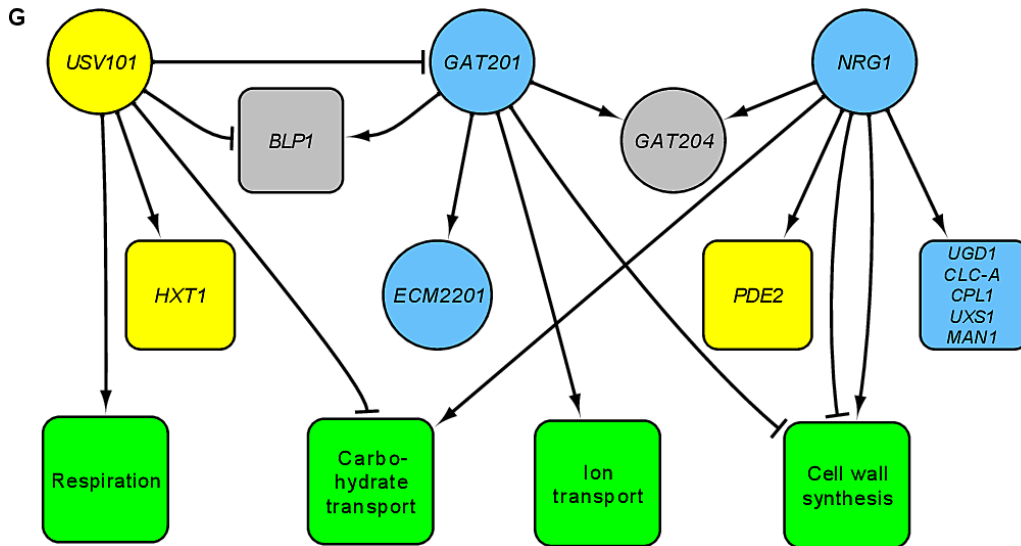 G
USV101
GAT201
NRG1
BLP1
GAT204
HXT1
ECM2201
PDE2
UGD1
CLC-A
CPL1
UXS1
MAN1
Respiration
Carbo-
hydrate
transport
Ion
transport
Cell wall
synthesis